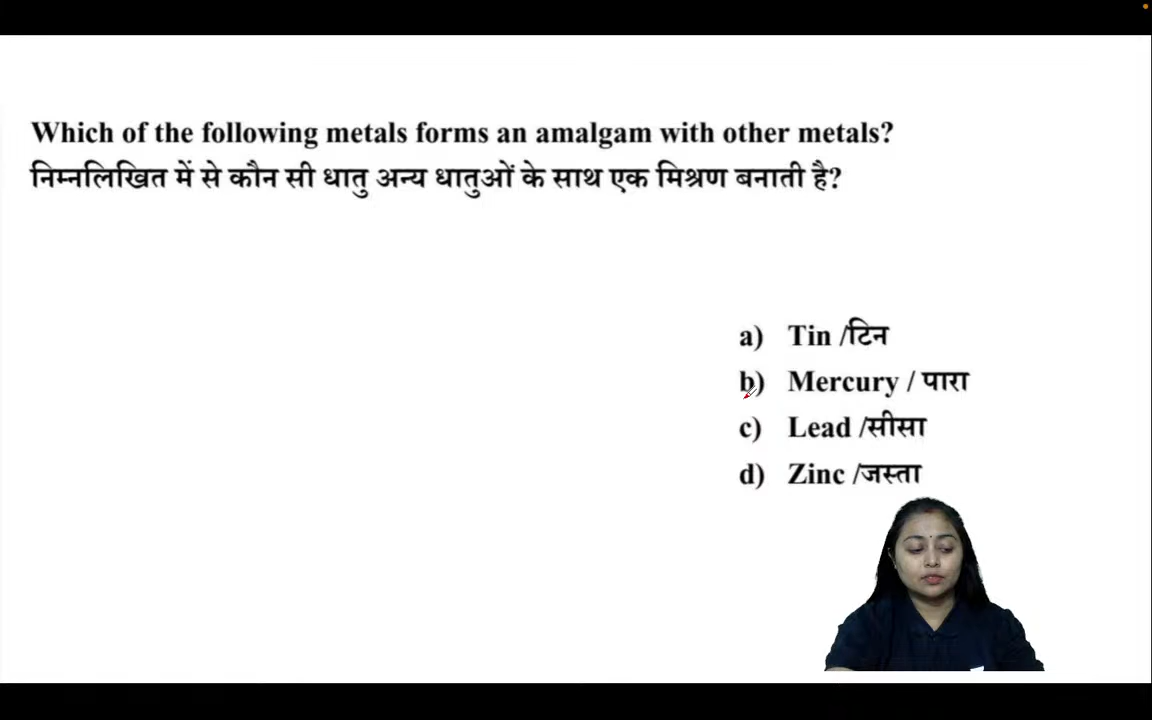 Which of the following metals forms an amalgam with other metals?
निम्नलिखित में से कौन सी धातु अन्य धातुओं के साथ एक मिश्रण बनाती है?
a) Tin /टिन
b) Mercury / पारा
c) Lead /सीसा
d) Zinc /जस्ता